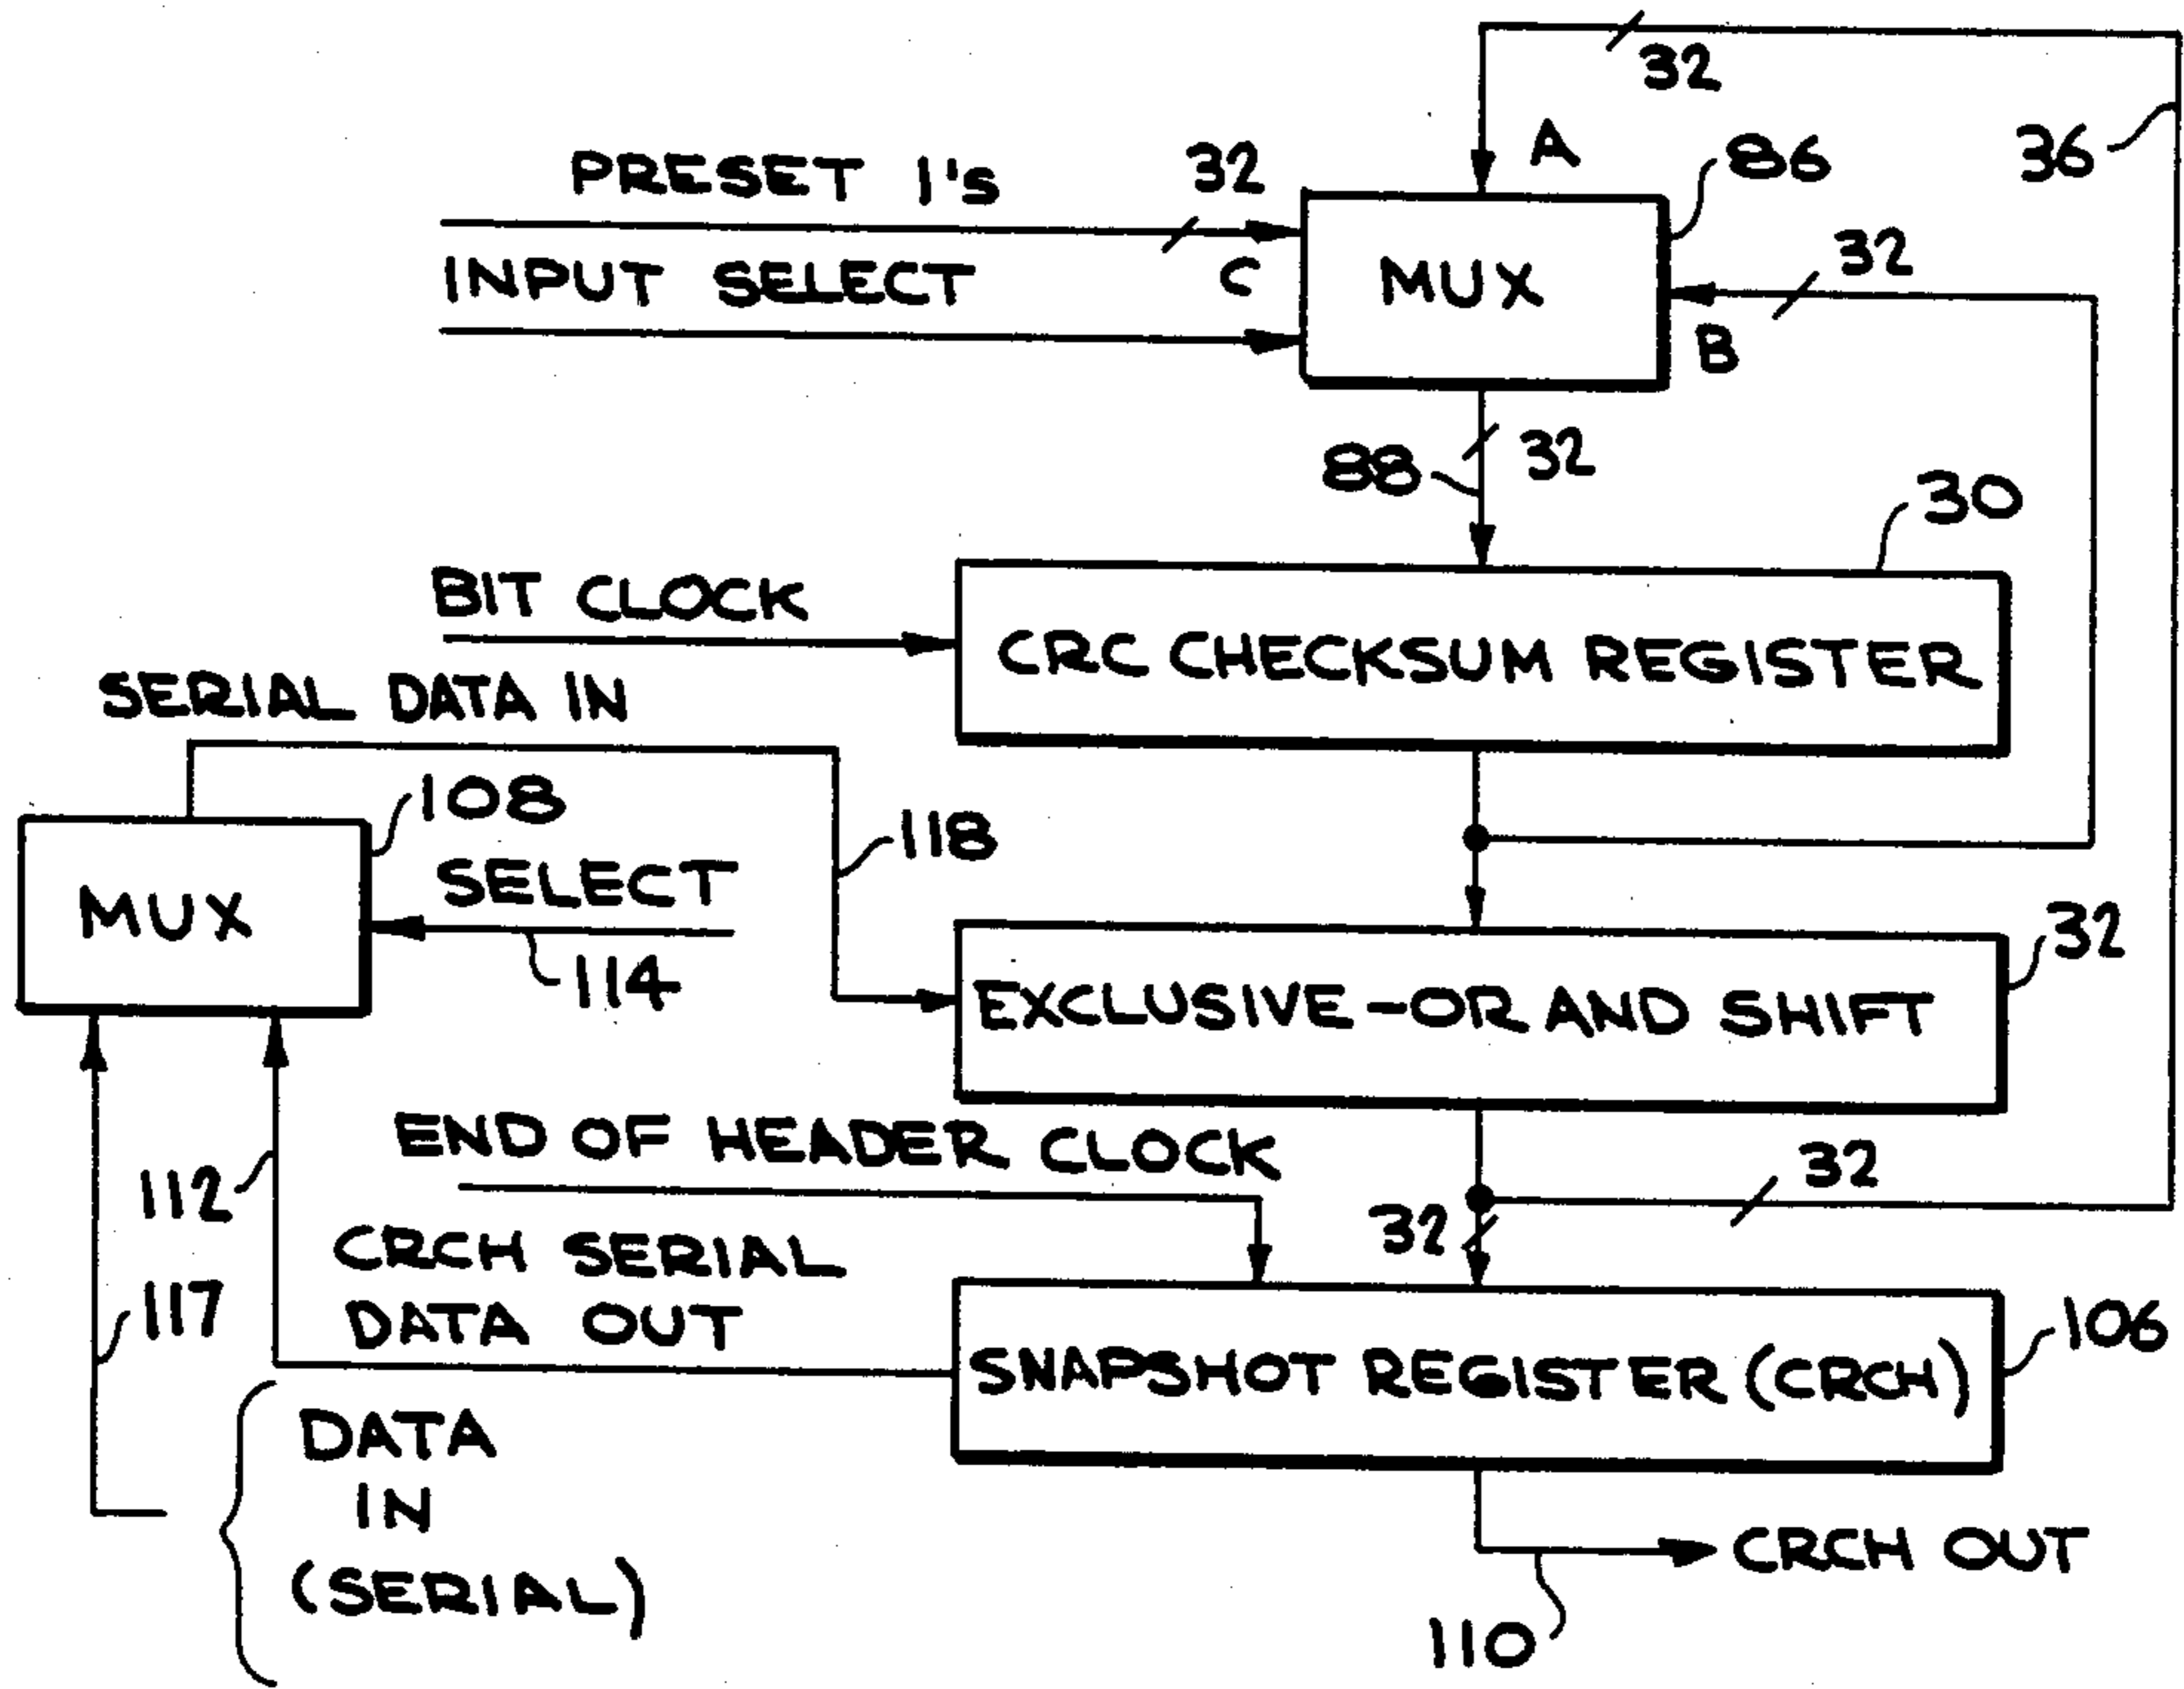 32
A
86
36
PRESET 1's
32
INPUT SELECT
C
MUX
32
B
88
32
30
BIT CLOCK
CRC CHECKSUM REGISTER
SERIAL DATA IN
108
118
SELECT
MUX
114
32
EXCLUSIVE-OR AND SHIFT
END OF HEADER CLOCK
112
32
32
CRCH SERIAL
DATA OUT
117
106
SNAPSHOT REGISTER (CRCH)
DATA
IN
(SERIAL)
CRCH OUT
110